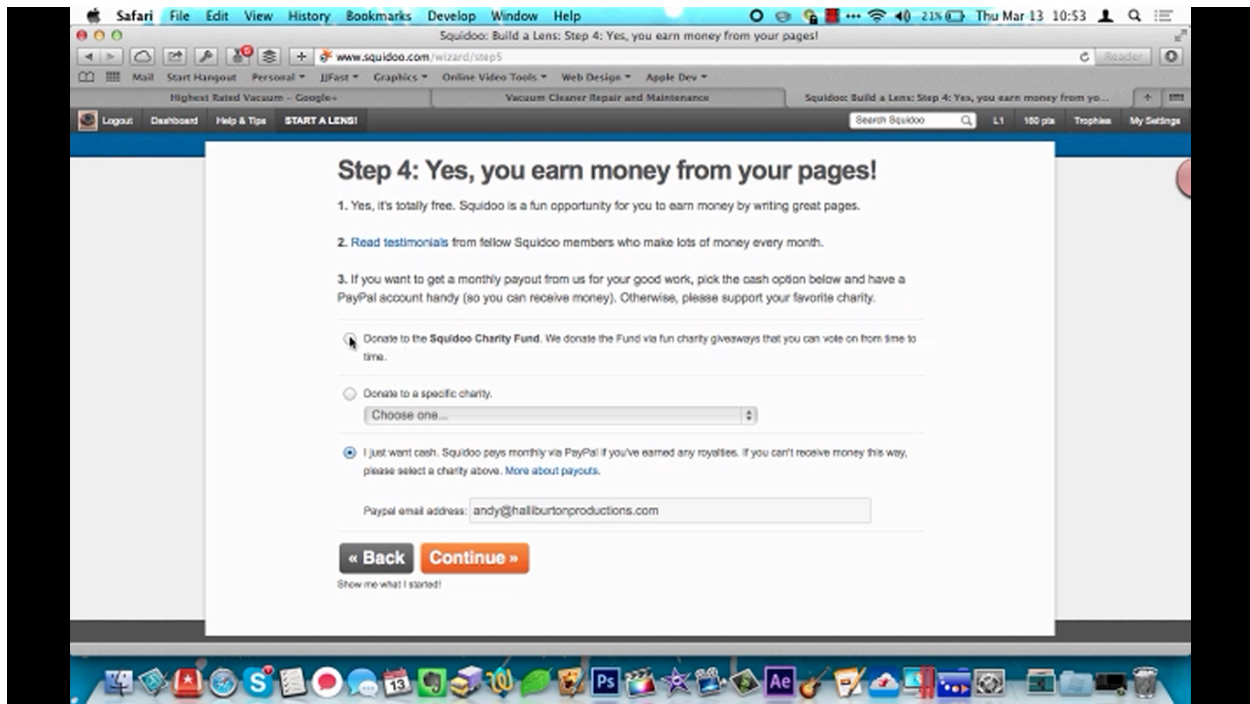 Safari File Edit View History Bookmarks Develop Window Help 21% Thu Mar 13 10:53
Squidoo: Build a Lens: Step 4: Yes, you earn money from your pages!
www.squidoo.com/wizard/step5 Reader
Mail Start Hangout Personal JJFast Graphics Online Video Tools Web Design Apple Dev
Highest Rated Vacuum – Google+ Vacuum Cleaner Repair and Maintenance Squidoo: Build a Lens: Step 4: Yes, you earn money from yo...
Logout Dashboard Help & Tips START A LENS! Search Squidoo L1 160 pts Trophies My Settings
Step 4: Yes, you earn money from your pages!
1. Yes, it's totally free. Squidoo is a fun opportunity for you to earn money by writing great pages.
2. Read testimonials from fellow Squidoo members who make lots of money every month.
3. If you want to get a monthly payout from us for your good work, pick the cash option below and have a
PayPal account handy (so you can receive money). Otherwise, please support your favorite charity.
Donate to the Squidoo Charity Fund. We donate the Fund via fun charity giveaways that you can vote on from time to
time.
Donate to a specific charity.
Choose one...
I just want cash. Squidoo pays monthly via PayPal if you've earned any royalties. If you can't receive money this way,
please select a charity above. More about payouts.
Paypal email address: andy@halliburtonproductions.com
« Back Continue »
Show me what I started!
13 Ps Ae